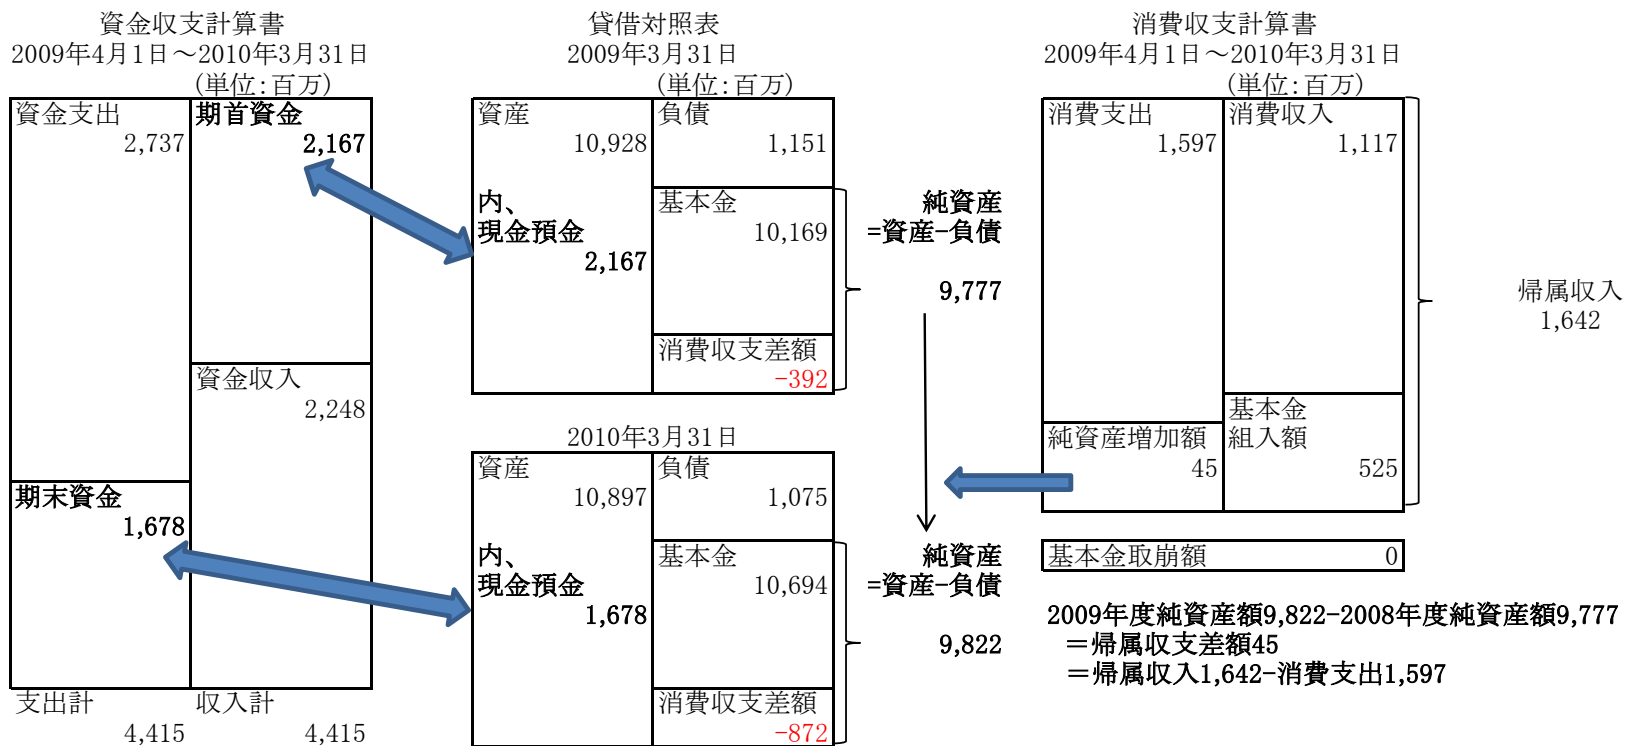 資金収支計算書
2009年4月1日～2010年3月31日
(単位:百万)
資金支出
2,737
期首資金
2,167
資金収入
2,248
期末資金
1,678
支出計
4,415
収入計
4,415
貸借対照表
2009年3月31日
(単位:百万)
資産
10,928
負債
1,151
内、
現金預金
2,167
基本金
10,169
消費収支差額
-392
純資産
=資産-負債
9,777
2010年3月31日
資産
10,897
負債
1,075
内、
現金預金
1,678
基本金
10,694
消費収支差額
-872
純資産
=資産-負債
9,822
消費収支計算書
2009年4月1日～2010年3月31日
(単位:百万)
消費支出
1,597
消費収入
1,117
純資産増加額
45
基本金
組入額
525
帰属収入
1,642
基本金取崩額 0
2009年度純資産額9,822-2008年度純資産額9,777
＝帰属収支差額45
＝帰属収入1,642-消費支出1,597